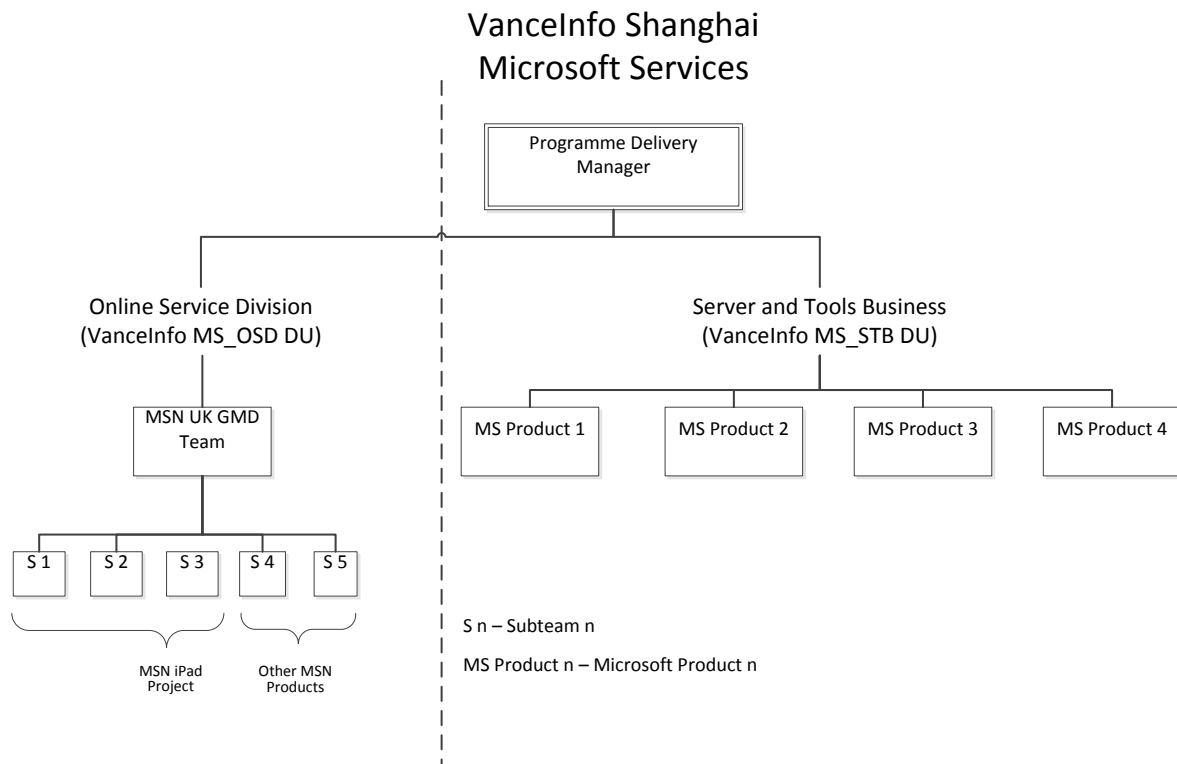 VanceInfo Shanghai
Microsoft Services
Programme Delivery
Manager
Online Service Division
(VanceInfo MS_OSD DU)
Server and Tools Business
(VanceInfo MS_STB DU)
MSN UK GMD
Team
MS Product 1
MS Product 2
MS Product 3
MS Product 4
S 1
S 2
S 3
S 4
S 5
S n – Subteam n
MS Product n – Microsoft Product n
MSN iPad
Project
Other MSN
Products